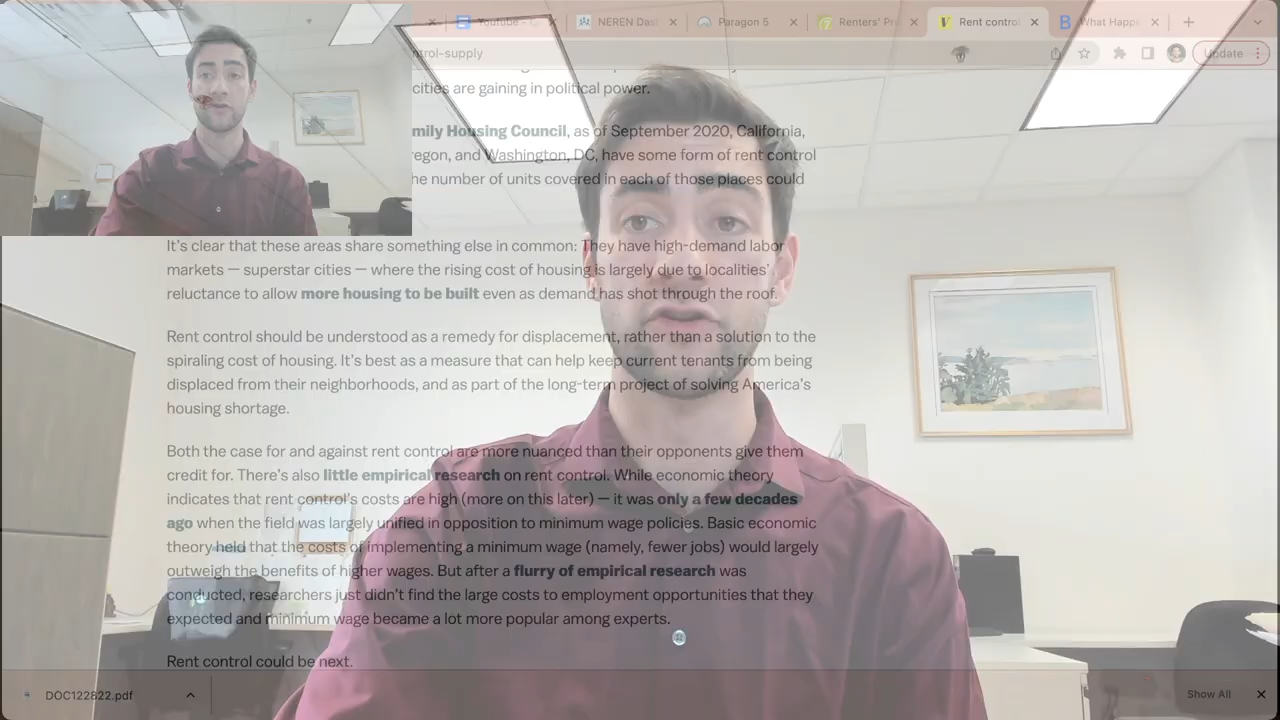 Youtube -
NEREN Das
Paragon 5
Renters' Pr
Rent control
What Happ
trol-supply
Update
cities are gaining in political power.
mily Housing Council, as of September 2020, California,
regon, and Washington, DC, have some form of rent control
he number of units covered in each of those places could
It's clear that these areas share something else in common: They have high-demand labor
markets — superstar cities — where the rising cost of housing is largely due to localities'
reluctance to allow more housing to be built even as demand has shot through the roof.
Rent control should be understood as a remedy for displacement, rather than a solution to the
spiraling cost of housing. It's best as a measure that can help keep current tenants from being
displaced from their neighborhoods, and as part of the long-term project of solving America's
housing shortage.
Both the case for and against rent control are more nuanced than their opponents give them
credit for. There's also little empirical research on rent control. While economic theory
indicates that rent control's costs are high (more on this later) — it was only a few decades
ago when the field was largely unified in opposition to minimum wage policies. Basic economic
theory held that the costs of implementing a minimum wage (namely, fewer jobs) would largely
outweigh the benefits of higher wages. But after a flurry of empirical research was
conducted, researchers just didn't find the large costs to employment opportunities that they
expected and minimum wage became a lot more popular among experts.
Rent control could be next.
DOC122822.pdf
Show All